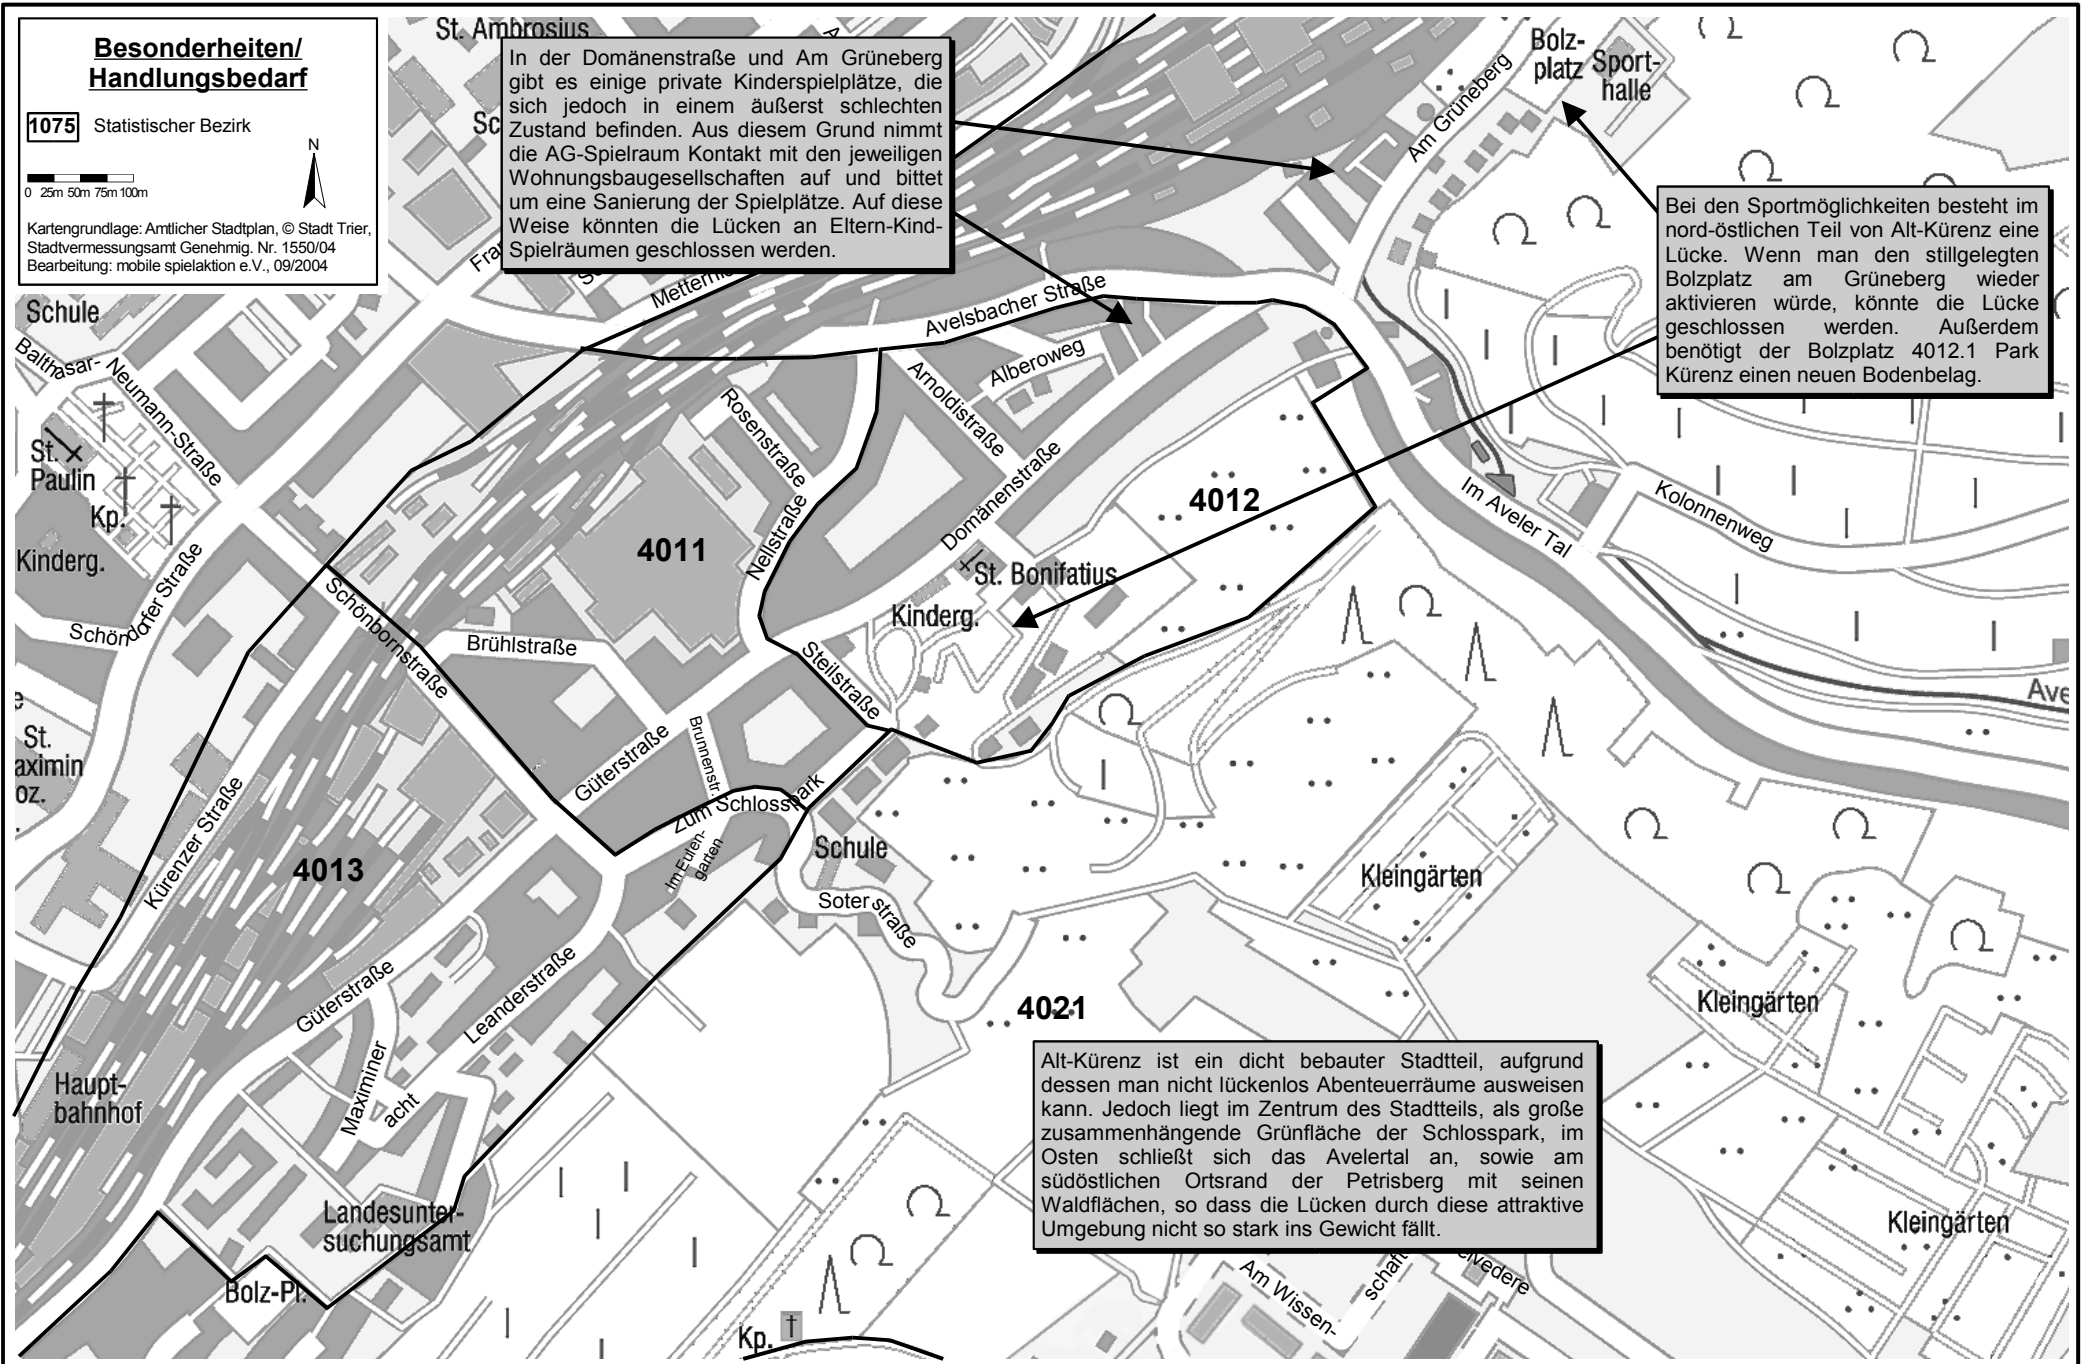 Besonderheiten/
Handlungsbedarf
1075 Statistischer Bezirk
N
0 25m 50m 75m 100m
Kartengrundlage: Amtlicher Stadtplan, © Stadt Trier,
Stadtvermessungsamt Genehmig. Nr. 1550/04
Bearbeitung: mobile spielaktion e.V., 09/2004
St. Ambrosius
In der Domänenstraße und Am Grüneberg
gibt es einige private Kinderspielplätze, die
sich jedoch in einem äußerst schlechten
Zustand befinden. Aus diesem Grund nimmt
die AG-Spielraum Kontakt mit den jeweiligen
Wohnungsbaugesellschaften auf und bittet
um eine Sanierung der Spielplätze. Auf diese
Weise könnten die Lücken an Eltern-Kind-
Spielräumen geschlossen werden.
Bolz-
platz
Sport-
halle
Am Grüneberg
Bei den Sportmöglichkeiten besteht im
nord-östlichen Teil von Alt-Kürenz eine
Lücke. Wenn man den stillgelegten
Bolzplatz am Grüneberg wieder
aktivieren würde, könnte die Lücke
geschlossen werden. Außerdem
benötigt der Bolzplatz 4012.1 Park
Kürenz einen neuen Bodenbelag.
Schule
Balthasar-
Neumann-Straße
Avelsbacher Straße
Alberoweg
Arnoldistraße
Rosenstraße
St.
Paulin
Kp.
Kinderg.
Schöndorfer Straße
4011
4012
Nellstraße
Domänenstraße
Im Aveler Tal
Kolonnenweg
St. Bonifatius
Kinderg.
Schönbornstraße
Brühlstraße
Steilstraße
Güterstraße
Brunnenstr.
Zum Schlosspark
Im Eulen-
garten
Schule
Soterstraße
St.
Kürenzer Straße
4013
Kleingärten
Kleingärten
Kleingärten
4021
Güterstraße
Leanderstraße
Maximiner
acht
Haupt-
bahnhof
Landesunter-
suchungsamt
Bolz-Pl.
Alt-Kürenz ist ein dicht bebauter Stadtteil, aufgrund
dessen man nicht lückenlos Abenteuerräume ausweisen
kann. Jedoch liegt im Zentrum des Stadtteils, als große
zusammenhängende Grünfläche der Schlosspark, im
Osten schließt sich das Avelertal an, sowie am
südöstlichen Ortsrand der Petrisberg mit seinen
Waldflächen, so dass die Lücken durch diese attraktive
Umgebung nicht so stark ins Gewicht fällt.
Am Wissen-
schaft
Kp.